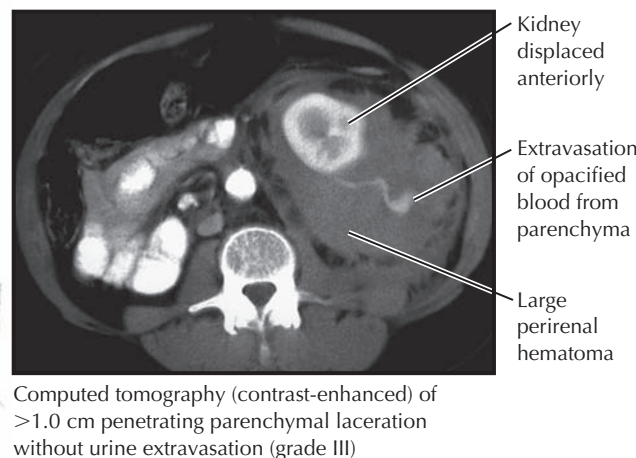 Kidney
displaced
anteriorly
Extravasation
of opacified
blood from
parenchyma
Large
perirenal
hematoma
Computed tomography (contrast-enhanced) of
>1.0 cm penetrating parenchymal laceration
without urine extravasation (grade III)